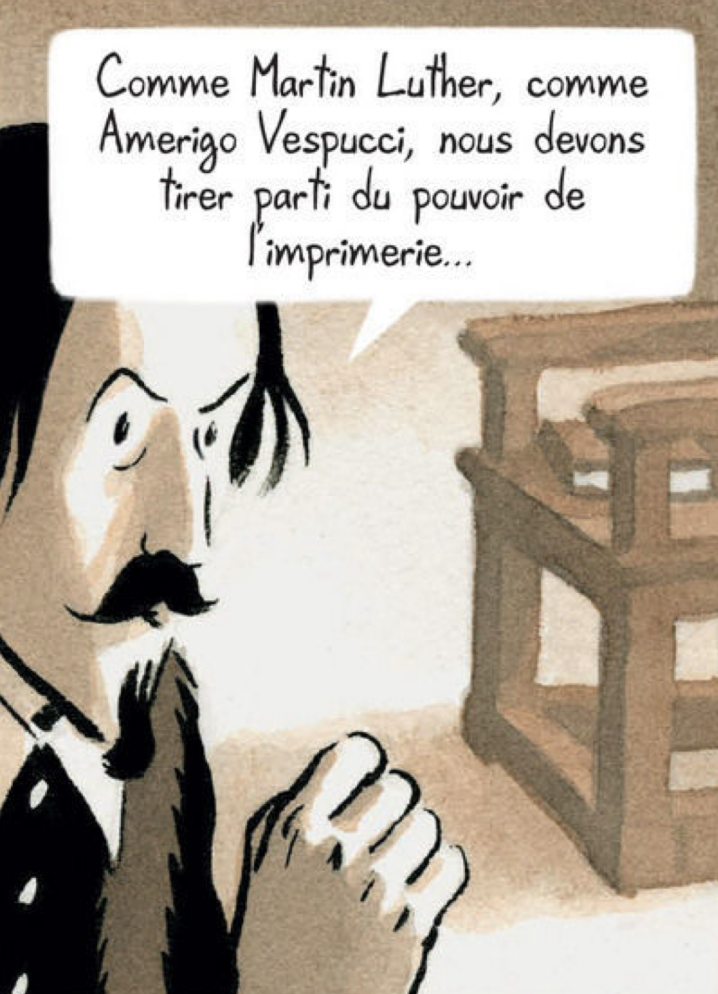 Comme Martin Luther, comme
Amerigo Vespucci, nous devons
tirer parti du pouvoir de
l'imprimerie...